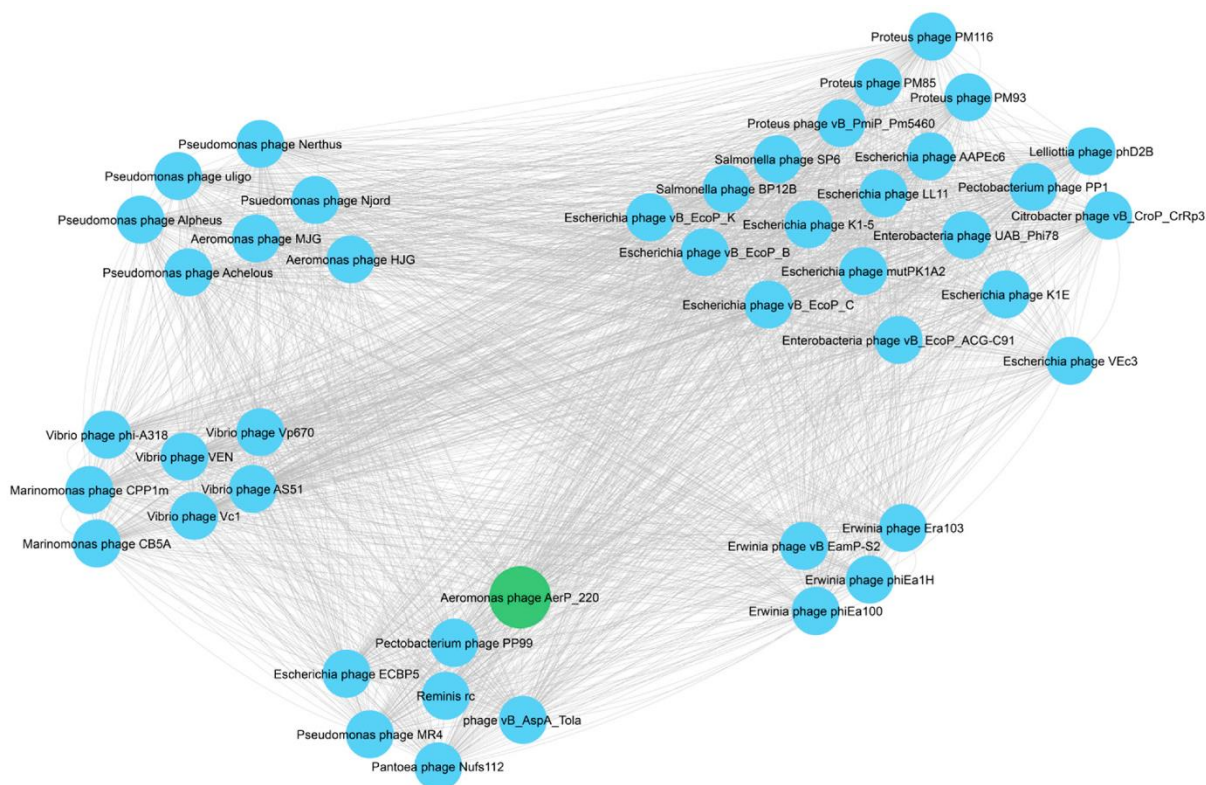 Proteus phage PM116
Proteus phage PM85
Proteus phage PM93
Proteus phage vB_PmiP_Pm5460
Pseudomonas phage Nerthus
Lelliottia phage phD2B
Salmonella phage SP6
Escherichia phage AAPEc6
Pseudomonas phage uligo
Salmonella phage BP12B
Escherichia phage LL11
Pectobacterium phage PP1
Psuedomonas phage Njord
Pseudomonas phage Alpheus
Escherichia phage vB_EcoP_K
Escherichia phage K1-5
Citrobacter phage vB_CroP_CrRp3
Aeromonas phage MJG
Enterobacteria phage UAB_Phi78
Escherichia phage vB_EcoP_B
Aeromonas phage HJG
Pseudomonas phage Achelous
Escherichia phage mutPK1A2
Escherichia phage K1E
Escherichia phage vB_EcoP_C
Enterobacteria phage vB_EcoP_ACG-C91
Escherichia phage VEc3
Vibrio phage phi-A318
Vibrio phage Vp670
Vibrio phage VEN
Marinomonas phage CPP1m
Vibrio phage AS51
Vibrio phage Vc1
Marinomonas phage CB5A
Erwinia phage Era103
Erwinia phage vB EamP-S2
Erwinia phage phiEa1H
Aeromonas phage AerP_220
Erwinia phage phiEa100
Pectobacterium phage PP99
Escherichia phage ECBP5
Reminis rc
phage vB_AspA_Tola
Pseudomonas phage MR4
Pantoea phage Nufs112